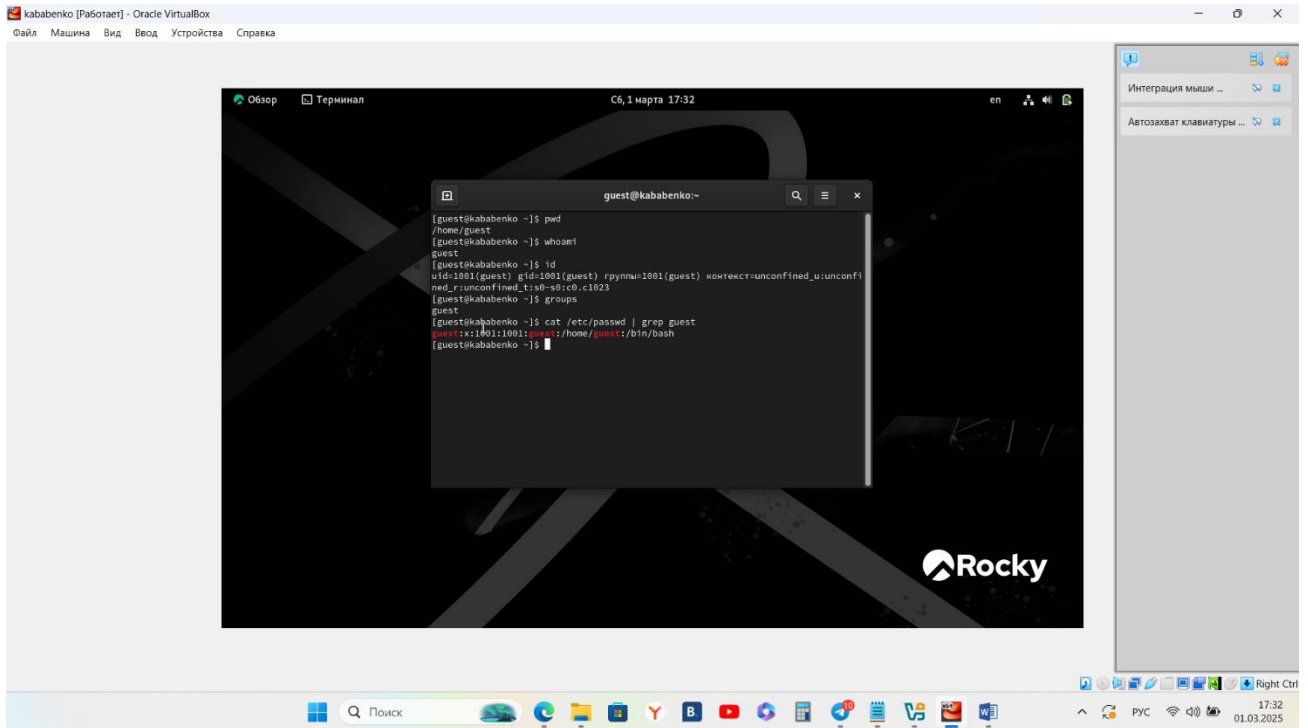 kababenko [Работает] - Oracle VirtualBox
Файл Машина Вид Ввод Устройства Справка
Интеграция мыши ...
Автозахват клавиатуры ...
Обзор Терминал Сб, 1 марта 17:32 en
guest@kababenko:~
[guest@kababenko ~]$ pwd
/home/guest
[guest@kababenko ~]$ whoami
guest
[guest@kababenko ~]$ id
uid=1001(guest) gid=1001(guest) группы=1001(guest) контекст=unconfined_u:unconfi
ned_r:unconfined_t:s0-s0:c0.c1023
[guest@kababenko ~]$ groups
guest
[guest@kababenko ~]$ cat /etc/passwd | grep guest
guest:x:1001:1001:guest:/home/guest:/bin/bash
[guest@kababenko ~]$
Rocky
Right Ctrl
Поиск
РУС 17:32
01.03.2025